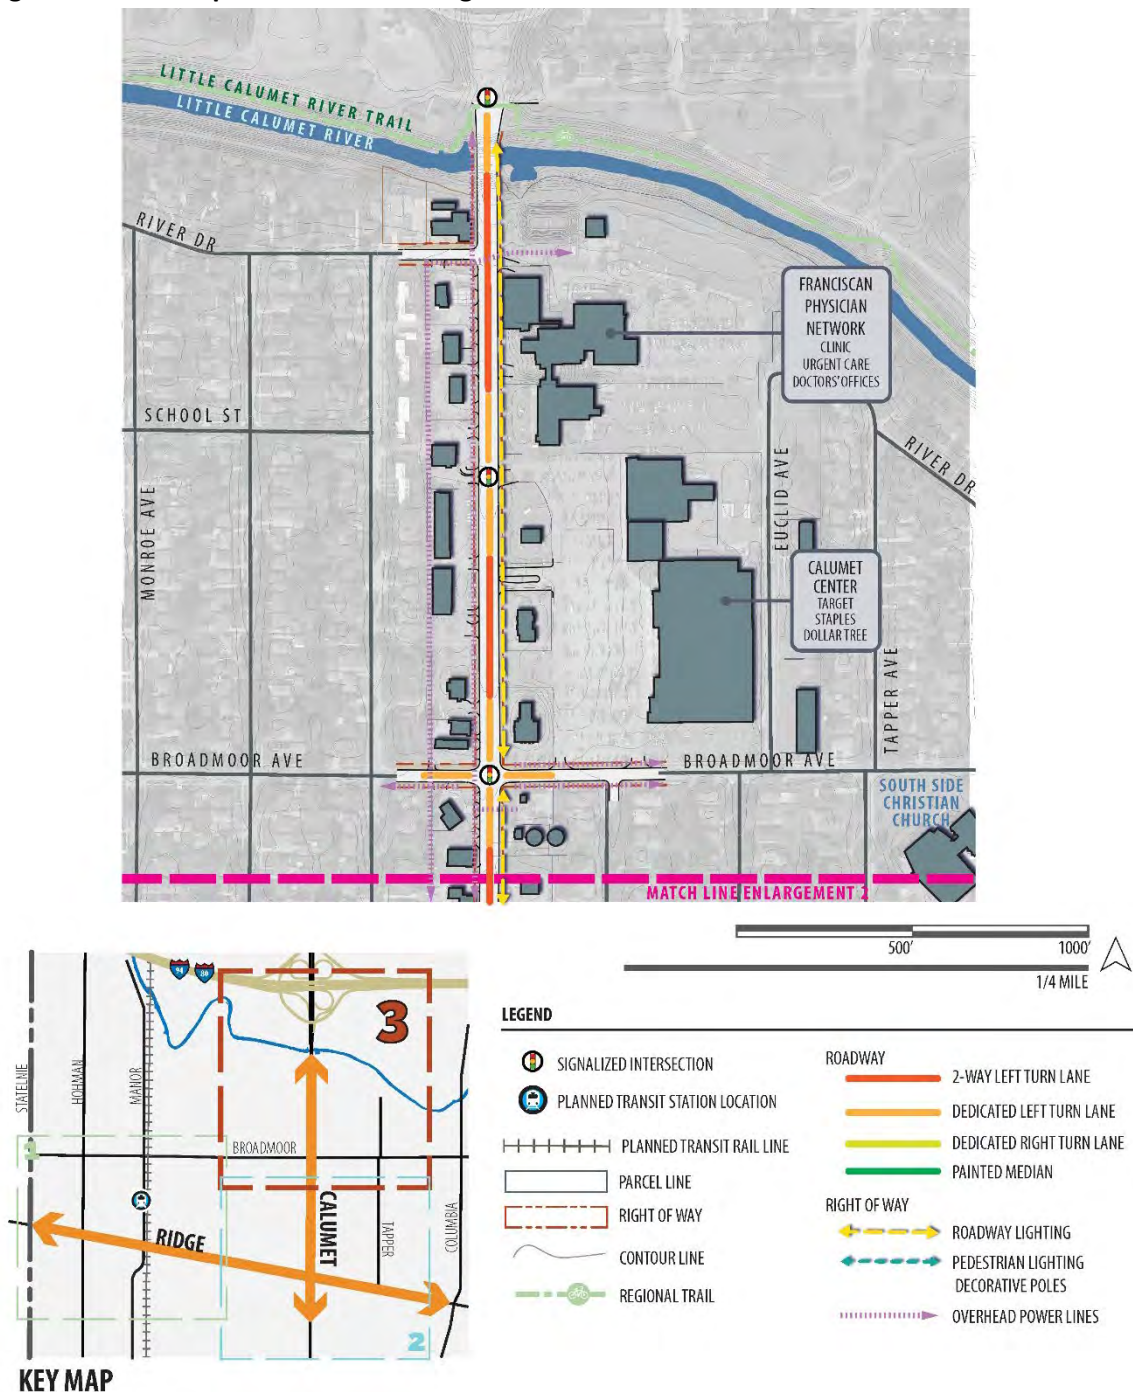 LITTLE CALUMET RIVER TRAIL
LITTLE CALUMET RIVER
RIVER DR
FRANCISCAN
PHYSICIAN
NETWORK
CLINIC
URGENT CARE
DOCTORS' OFFICES
SCHOOL ST
MONROE AVE
EUCLID AVE
RIVER DR
CALUMET
CENTER
TARGET
STAPLES
DOLLAR TREE
TAPPER AVE
BROADMOOR AVE
BROADMOOR AVE
SOUTH SIDE
CHRISTIAN
CHURCH
MATCH LINE ENLARGEMENT 2
500'
1000'
1/4 MILE
94
80
3
STATELNIE
HOHMAN
MANOR
BROADMOOR
1
CALUMET
RIDGE
TAPPER
COLUMBIA
2
KEY MAP
LEGEND
SIGNALIZED INTERSECTION
PLANNED TRANSIT STATION LOCATION
PLANNED TRANSIT RAIL LINE
PARCEL LINE
RIGHT OF WAY
CONTOUR LINE
REGIONAL TRAIL
ROADWAY
2-WAY LEFT TURN LANE
DEDICATED LEFT TURN LANE
DEDICATED RIGHT TURN LANE
PAINTED MEDIAN
RIGHT OF WAY
ROADWAY LIGHTING
PEDESTRIAN LIGHTING
DECORATIVE POLES
OVERHEAD POWER LINES